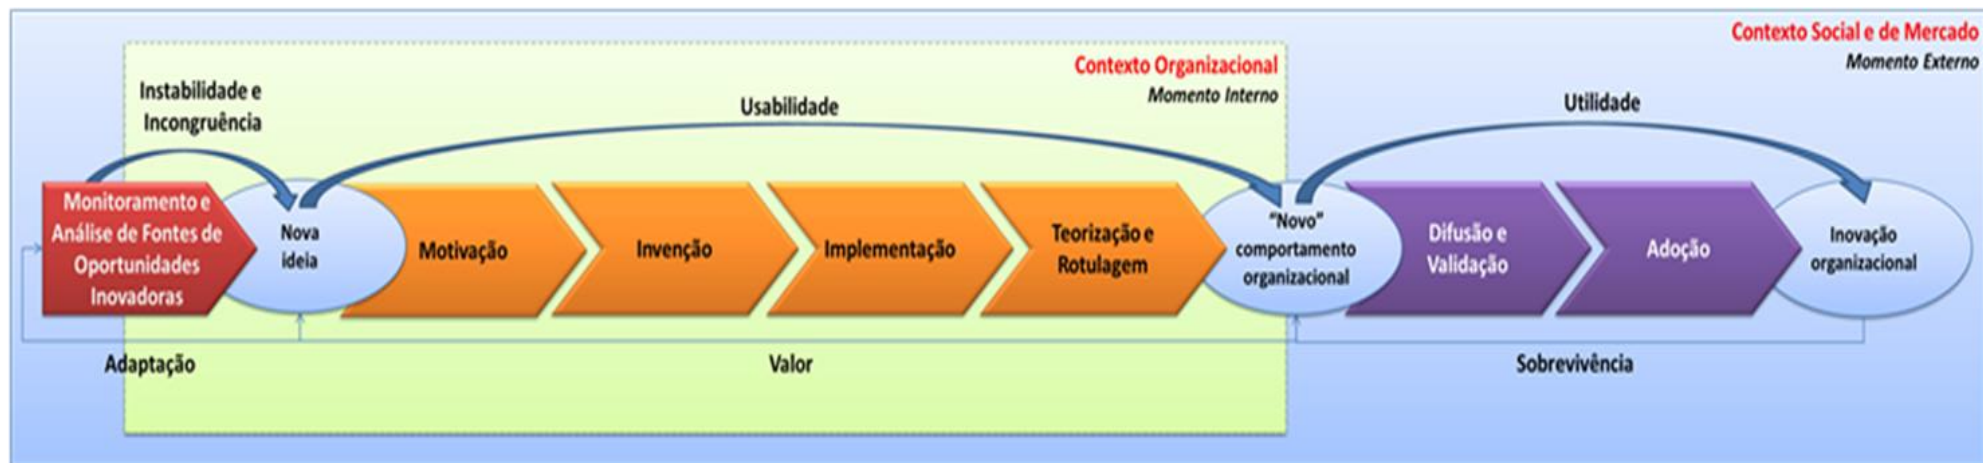 Contexto Social e de Mercado
Momento Externo
Contexto Organizacional
Momento Interno
Instabilidade e
Incongruência
Usabilidade
Utilidade
Monitoramento e
Análise de Fontes de
Oportunidades
Inovadoras
Nova
ideia
Motivação
Invenção
Implementação
Teorização e
Rotulagem
"Novo"
comportamento
organizacional
Difusão e
Validação
Adoção
Inovação
organizacional
Adaptação
Valor
Sobrevivência